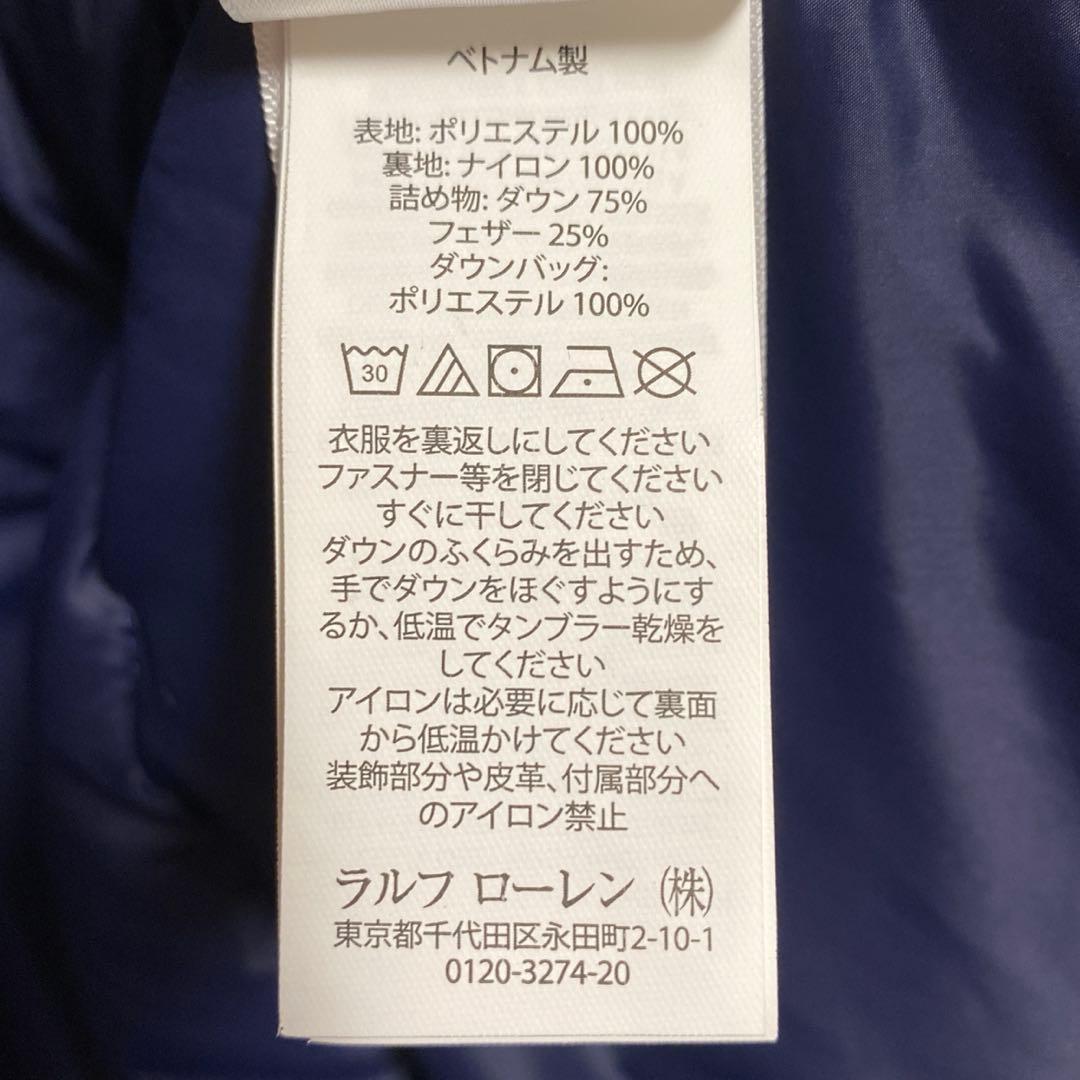 ベトナム製
表地: ポリエステル 100%
裏地: ナイロン 100%
詰め物: ダウン 75%
フェザー 25%
ダウンバッグ:
ポリエステル 100%
30
衣服を裏返しにしてください
ファスナー等を閉じてください
すぐに干してください
ダウンのふくらみを出すため、
手でダウンをほぐすようにす
るか、低温でタンブラー乾燥を
してください
アイロンは必要に応じて裏面
から低温かけてください
装飾部分や皮革、付属部分へ
のアイロン禁止
ラルフ ローレン (株)
東京都千代田区永田町2-10-1
0120-3274-20